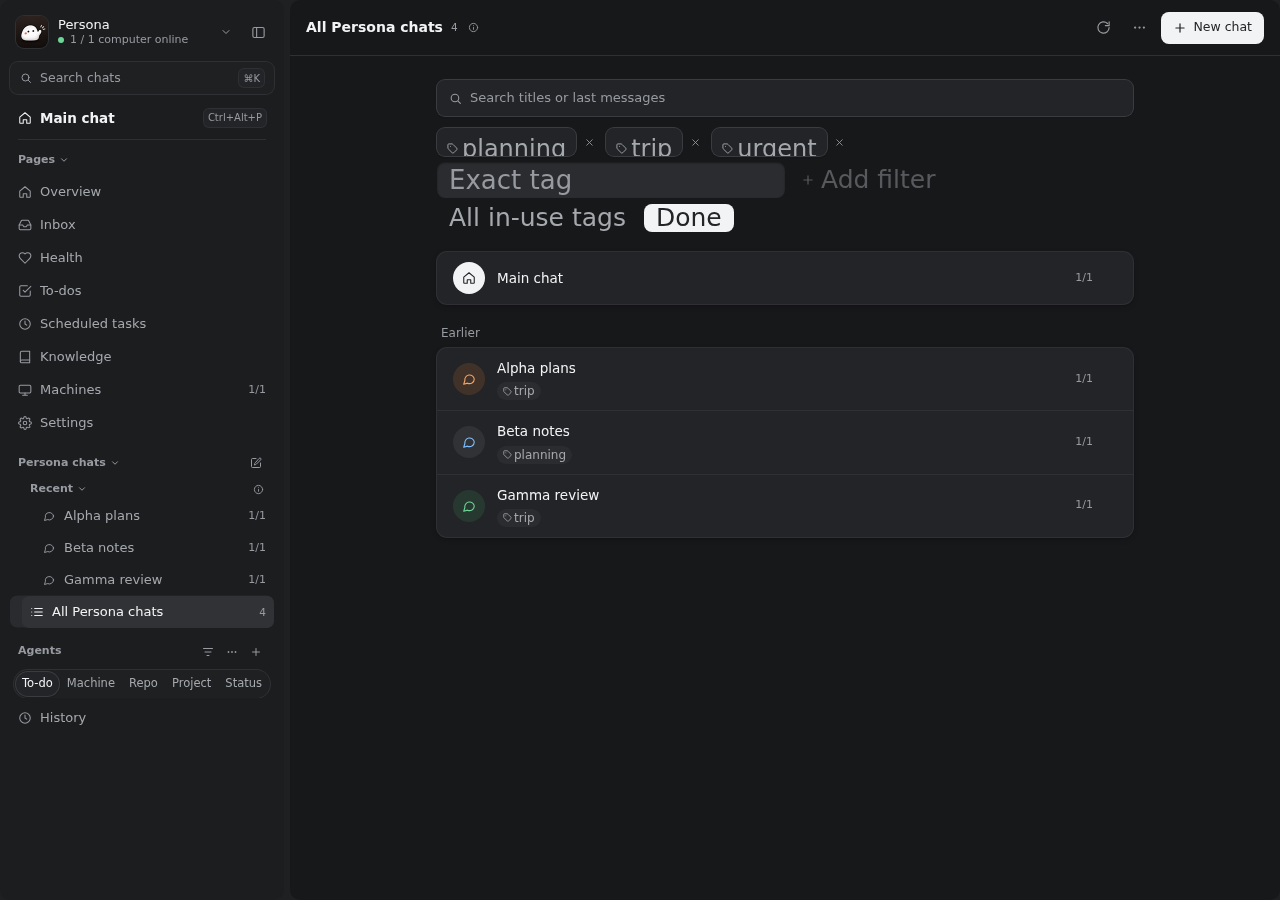 Persona
1 / 1 computer online
Search chats
⌘K
Main chat
Ctrl+Alt+P
Pages
Overview
Inbox
Health
To-dos
Scheduled tasks
Knowledge
Machines 1/1
Settings
Persona chats
Recent
Alpha plans 1/1
Beta notes 1/1
Gamma review 1/1
All Persona chats 4
Agents
To-do Machine Repo Project Status
History
All Persona chats 4
New chat
Search titles or last messages
planning × trip × urgent ×
Exact tag + Add filter
All in-use tags Done
Main chat 1/1
Earlier
Alpha plans 1/1
trip
Beta notes 1/1
planning
Gamma review 1/1
trip